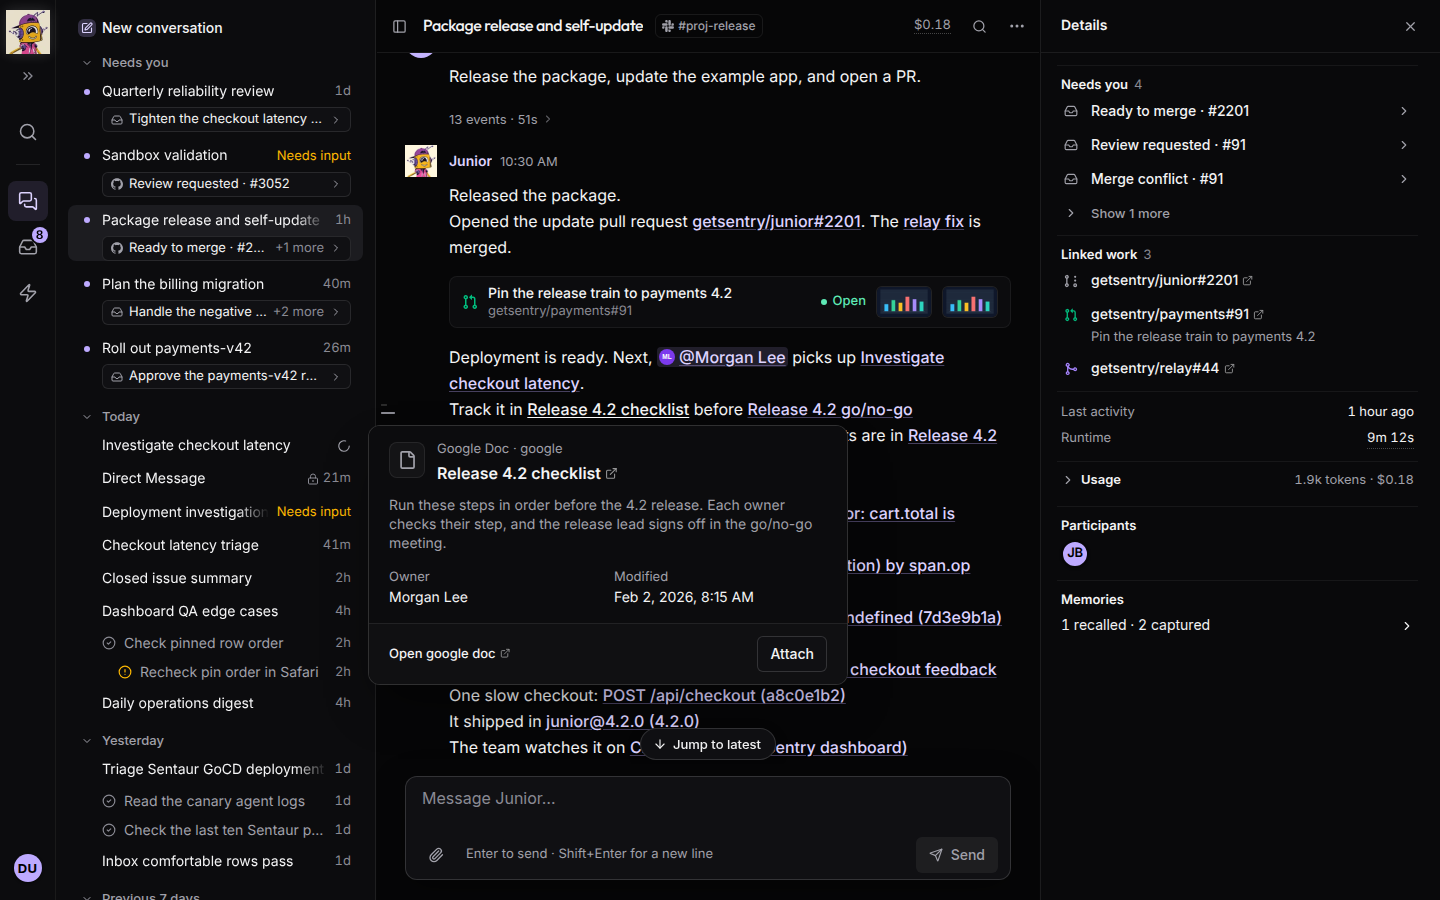 New conversation
Needs you
Quarterly reliability review 1d
Tighten the checkout latency ...
Sandbox validation Needs input
Review requested · #3052
Package release and self-update 1h
Ready to merge · #2... +1 more
Plan the billing migration 40m
Handle the negative ... +2 more
Roll out payments-v42 26m
Approve the payments-v42 r...
Today
Investigate checkout latency
Direct Message 21m
Deployment investigation Needs input
Checkout latency triage 41m
Closed issue summary 2h
Dashboard QA edge cases 4h
Check pinned row order 2h
Recheck pin order in Safari 2h
Daily operations digest 4h
Yesterday
Triage Sentaur GoCD deployment 1d
Read the canary agent logs 1d
Check the last ten Sentaur p... 1d
Inbox comfortable rows pass 1d
Previous 7 days
8
DU
Package release and self-update #proj-release $0.18
Release the package, update the example app, and open a PR.
13 events · 51s
Junior 10:30 AM
Released the package.
Opened the update pull request getsentry/junior#2201. The relay fix is
merged.
Pin the release train to payments 4.2
getsentry/payments#91
Open
Deployment is ready. Next, ML @Morgan Lee picks up Investigate
checkout latency.
Track it in Release 4.2 checklist before Release 4.2 go/no-go
s are in Release 4.2
or: cart.total is
tion) by span.op
ndefined (7d3e9b1a)
checkout feedback
One slow checkout: POST /api/checkout (a8c0e1b2)
It shipped in junior@4.2.0 (4.2.0)
The team watches it on C entry dashboard)
Jump to latest
Google Doc · google
Release 4.2 checklist
Run these steps in order before the 4.2 release. Each owner
checks their step, and the release lead signs off in the go/no-go
meeting.
Owner Modified
Morgan Lee Feb 2, 2026, 8:15 AM
Open google doc Attach
Message Junior...
Enter to send · Shift+Enter for a new line Send
Details
Needs you 4
Ready to merge · #2201
Review requested · #91
Merge conflict · #91
Show 1 more
Linked work 3
getsentry/junior#2201
getsentry/payments#91
Pin the release train to payments 4.2
getsentry/relay#44
Last activity 1 hour ago
Runtime 9m 12s
Usage 1.9k tokens · $0.18
Participants
JB
Memories
1 recalled · 2 captured